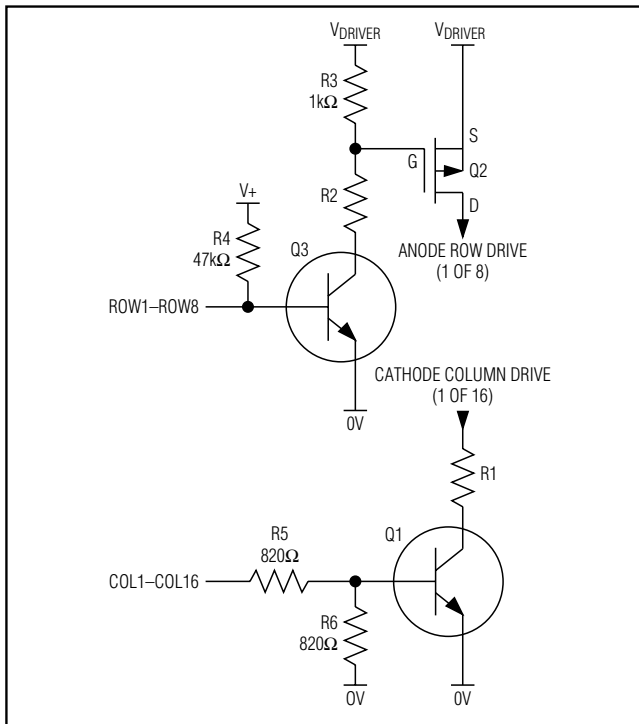 VDRIVER
VDRIVER
R3
1kΩ
S
G
Q2
R2
D
V+
R4
47kΩ
Q3
ANODE ROW DRIVE
(1 OF 8)
ROW1–ROW8
CATHODE COLUMN DRIVE
(1 OF 16)
0V
R1
R5
820Ω
Q1
COL1–COL16
R6
820Ω
0V
0V